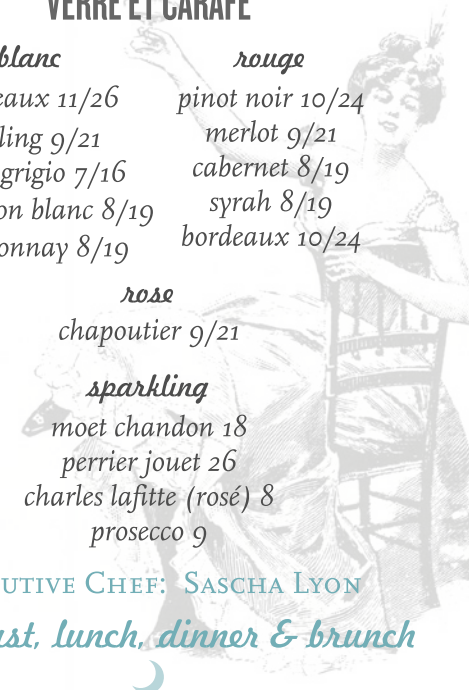 VERRE ET CARAFE
blanc
eaux 11/26
ling 9/21
grigio 7/16
on blanc 8/19
onnay 8/19
rouge
pinot noir 10/24
merlot 9/21
cabernet 8/19
syrah 8/19
bordeaux 10/24
rose
chapoutier 9/21
sparkling
moet chandon 18
perrier jouet 26
charles lafitte (rosé) 8
prosecco 9
UTIVE CHEF: SASCHA LYON
ast, lunch, dinner & brunch